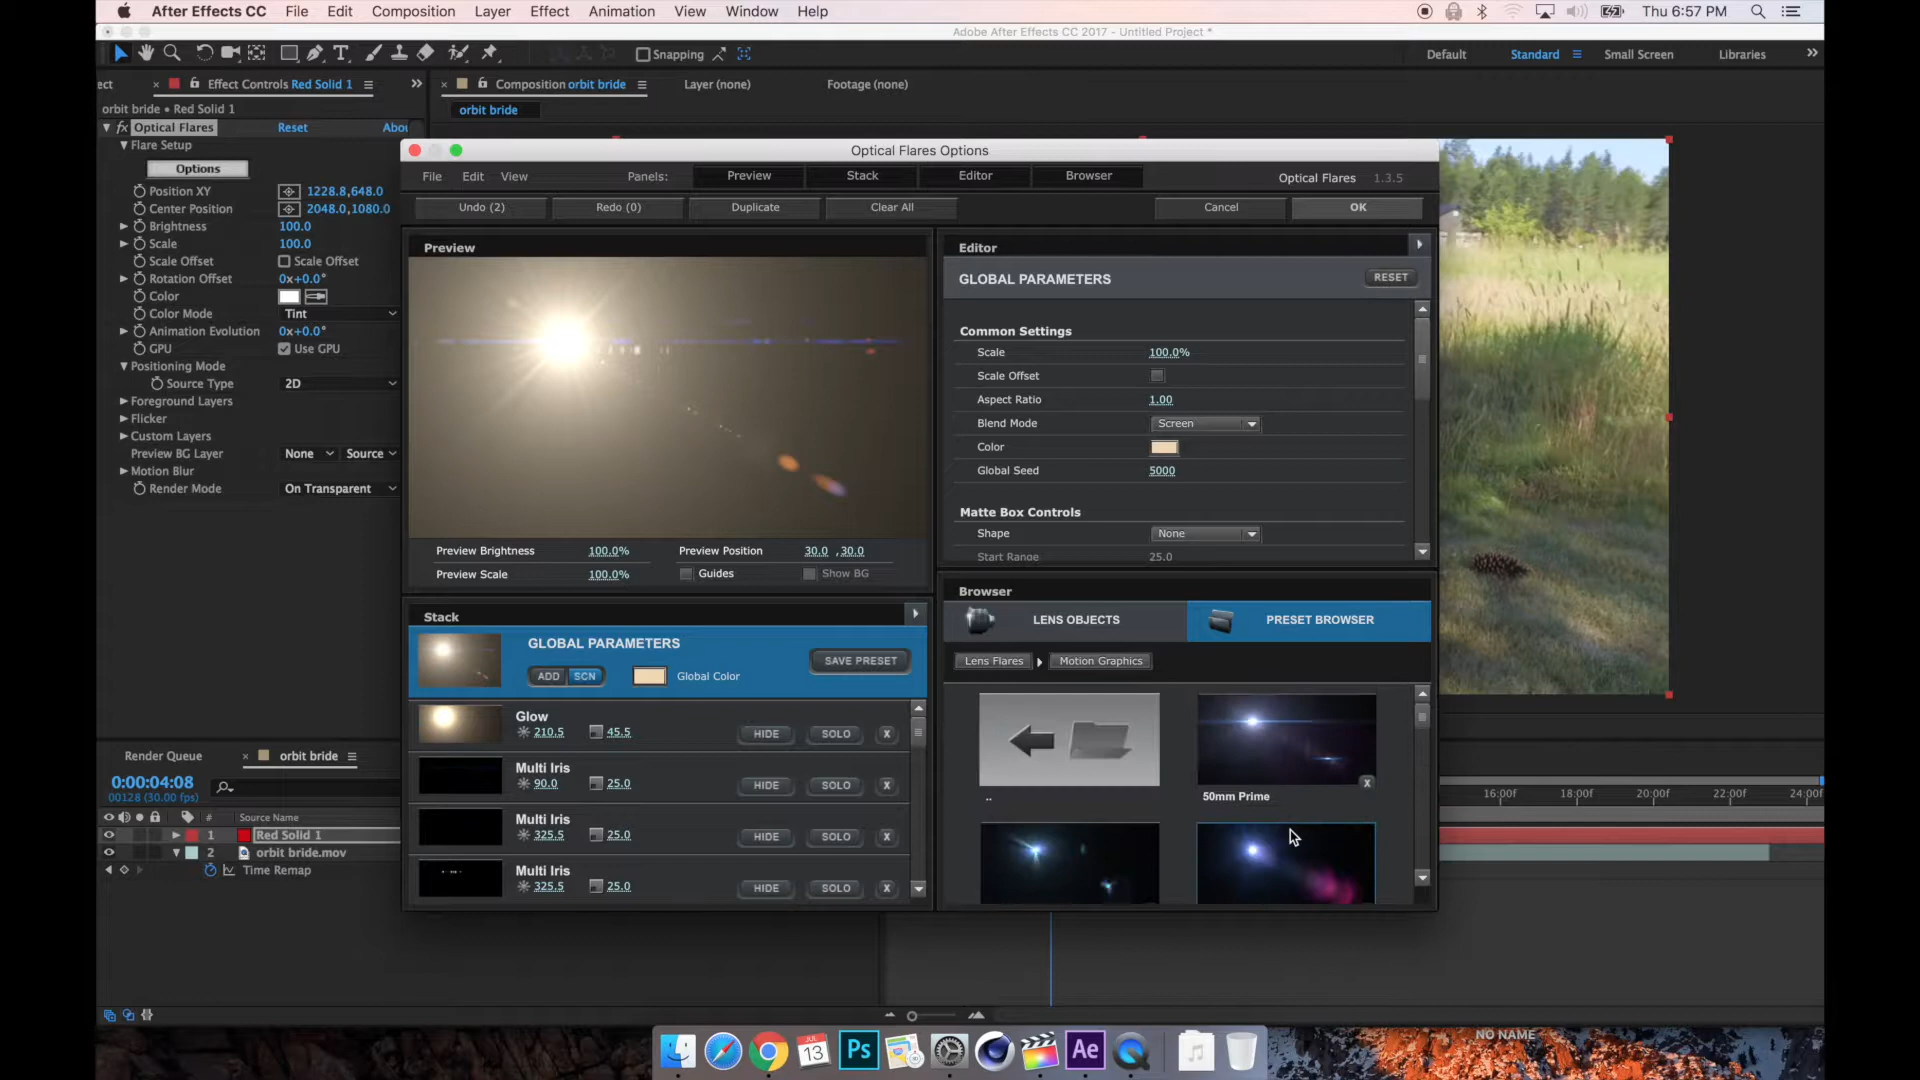 After Effects CC File Edit Composition Layer Effect Animation View Window Help Thu 6:57 PM
Adobe After Effects CC 2017 - Untitled Project *
Snapping Default Standard Small Screen Libraries
ect × Effect Controls Red Solid 1 × Composition orbit bride Layer (none) Footage (none)
orbit bride • Red Solid 1
orbit bride
fx Optical Flares Reset Abou
Flare Setup
Options
Position XY 1228.8,648.0
Center Position 2048.0,1080.0
Brightness 100.0
Scale 100.0
Scale Offset Scale Offset
Rotation Offset 0x+0.0°
Color
Color Mode Tint
Animation Evolution 0x+0.0°
GPU Use GPU
Positioning Mode
Source Type 2D
Foreground Layers
Flicker
Custom Layers
Preview BG Layer None Source
Motion Blur
Render Mode On Transparent
Optical Flares Options
File Edit View Panels: Preview Stack Editor Browser Optical Flares 1.3.5
Undo (2) Redo (0) Duplicate Clear All Cancel OK
Preview
Preview Brightness 100.0% Preview Position 30.0 ,30.0
Preview Scale 100.0% Guides Show BG
Editor
GLOBAL PARAMETERS RESET
Common Settings
Scale 100.0%
Scale Offset
Aspect Ratio 1.00
Blend Mode Screen
Color
Global Seed 5000
Matte Box Controls
Shape None
Start Range 25.0
Stack
GLOBAL PARAMETERS
ADD SCN Global Color SAVE PRESET
Glow
210.5 45.5 HIDE SOLO X
Multi Iris
90.0 25.0 HIDE SOLO X
Multi Iris
325.5 25.0 HIDE SOLO X
Multi Iris
325.5 25.0 HIDE SOLO X
Browser
LENS OBJECTS PRESET BROWSER
Lens Flares Motion Graphics
X
.. 50mm Prime
Render Queue × orbit bride
0:00:04:08
00128 (30.00 fps)
16:00f 18:00f 20:00f 22:00f 24:00f
# Source Name
1 Red Solid 1
2 orbit bride.mov
Time Remap
JUL
13
Ps
Ae
NO NAME